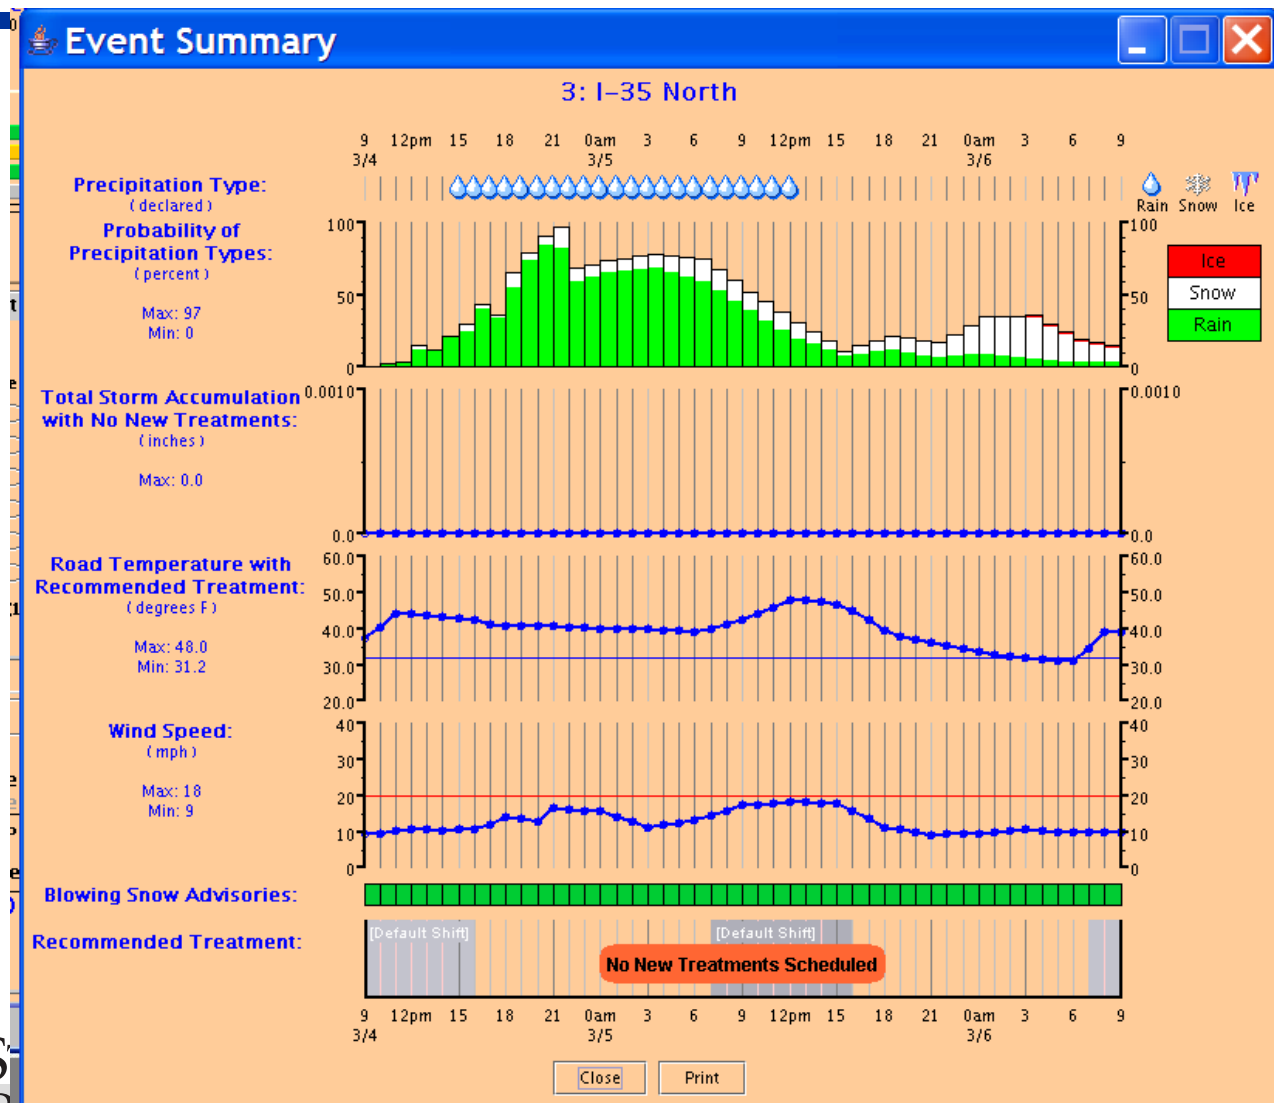 Event Summary
3: I-35 North
9 12pm 15 18 21 0am 3 6 9 12pm 15 18 21 0am 3 6 9
3/4 3/5 3/6
Precipitation Type:
(declared)
Rain Snow Ice
Probability of
Precipitation Types:
(percent)
Max: 97
Min: 0
100 100
50 50
0 0
Ice
Snow
Rain
Total Storm Accumulation
with No New Treatments:
(inches)
Max: 0.0
0.0010 0.0010
0.0 0.0
Road Temperature with
Recommended Treatment:
(degrees F)
Max: 48.0
Min: 31.2
60.0 60.0
50.0 50.0
40.0 40.0
30.0 30.0
20.0 20.0
Wind Speed:
(mph)
Max: 18
Min: 9
40 40
30 30
20 20
10 10
0 0
Blowing Snow Advisories:
Recommended Treatment:
[Default Shift] [Default Shift]
No New Treatments Scheduled
9 12pm 15 18 21 0am 3 6 9 12pm 15 18 21 0am 3 6 9
3/4 3/5 3/6
Close Print